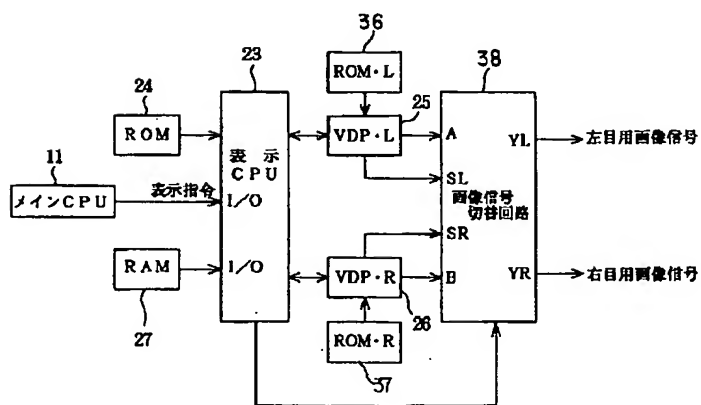 36
23
ROM・L
38
24
25
ROM
VDP・L
A
YL
左目用画像信号
表示
CPU
11
SL
メインCPU
表示指令
I/O
画像信号
切替回路
SR
RAM
I/O
VDP・R
B
YR
右目用画像信号
27
26
ROM・R
37